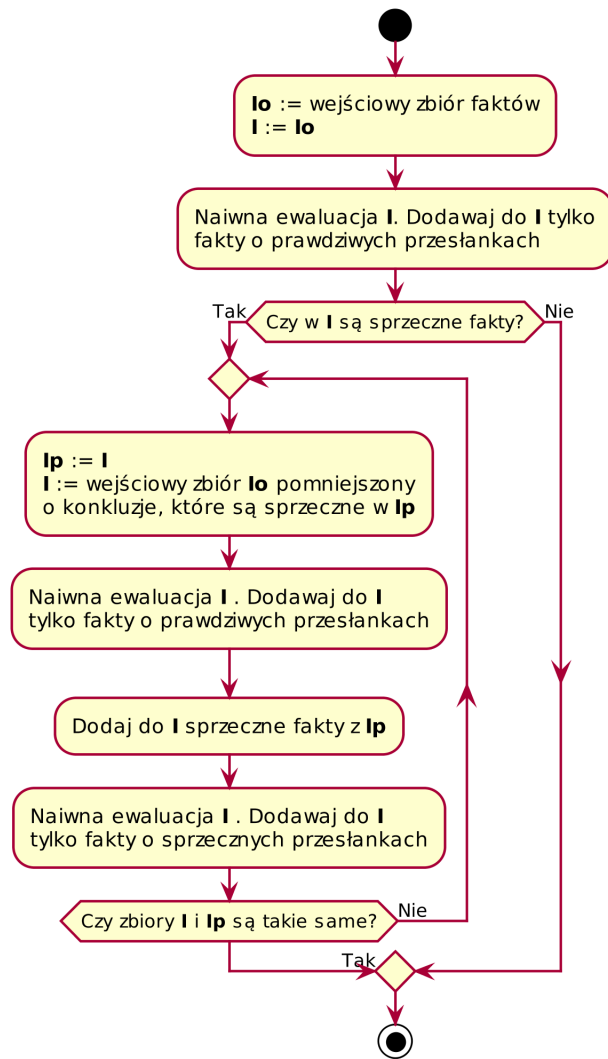 Io := wejściowy zbiór faktów
I := Io
Naiwna ewaluacja I. Dodawaj do I tylko
fakty o prawdziwych przesłankach
Tak
Czy w I są sprzeczne fakty?
Nie
Ip := I
I := wejściowy zbiór Io pomniejszony
o konkluzje, które są sprzeczne w Ip
Naiwna ewaluacja I . Dodawaj do I
tylko fakty o prawdziwych przesłankach
Dodaj do I sprzeczne fakty z Ip
Naiwna ewaluacja I . Dodawaj do I
tylko fakty o sprzecznych przesłankach
Czy zbiory I i Ip są takie same?
Nie
Tak